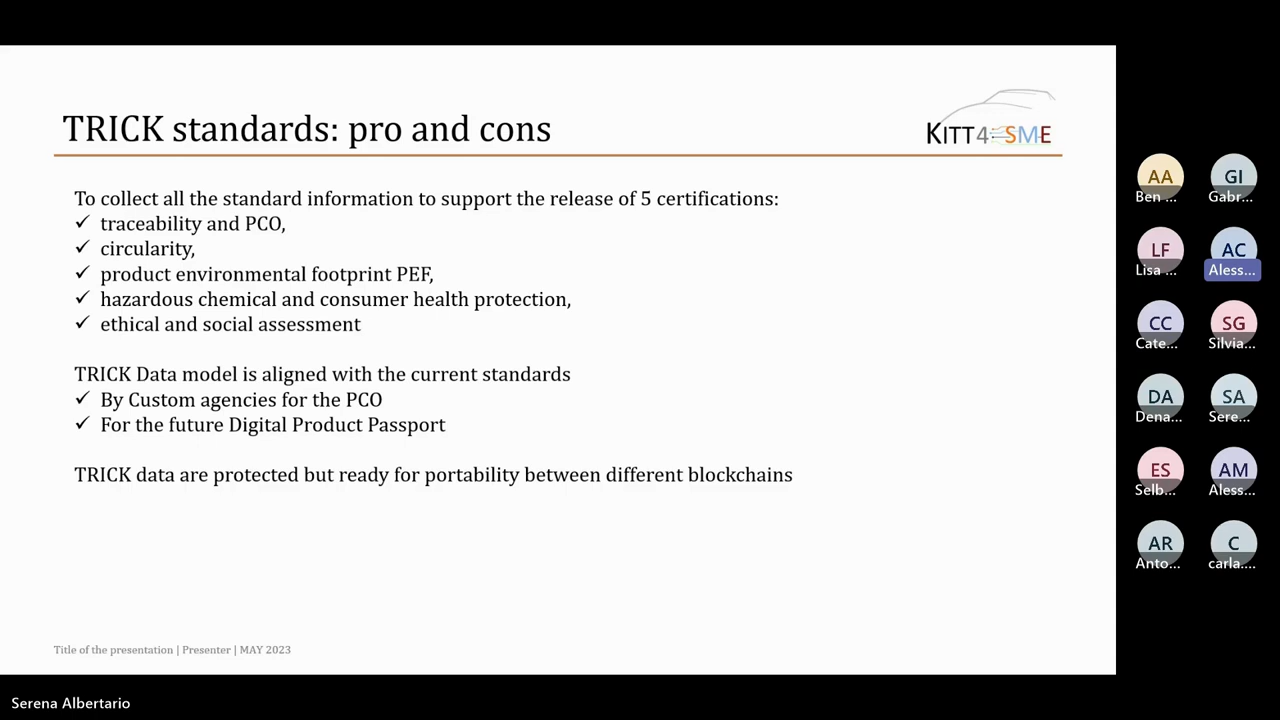 TRICK standards: pro and cons
KITT4SME
To collect all the standard information to support the release of 5 certifications:
✓ traceability and PCO,
✓ circularity,
✓ product environmental footprint PEF,
✓ hazardous chemical and consumer health protection,
✓ ethical and social assessment
TRICK Data model is aligned with the current standards
✓ By Custom agencies for the PCO
✓ For the future Digital Product Passport
TRICK data are protected but ready for portability between different blockchains
Title of the presentation | Presenter | MAY 2023
AA GI
Ben ... Gabr...
LF AC
Lisa ... Aless...
CC SG
Cate... Silvia...
DA SA
Dena... Sere...
ES AM
Selb... Aless...
AR C
Anto... carla....
Serena Albertario